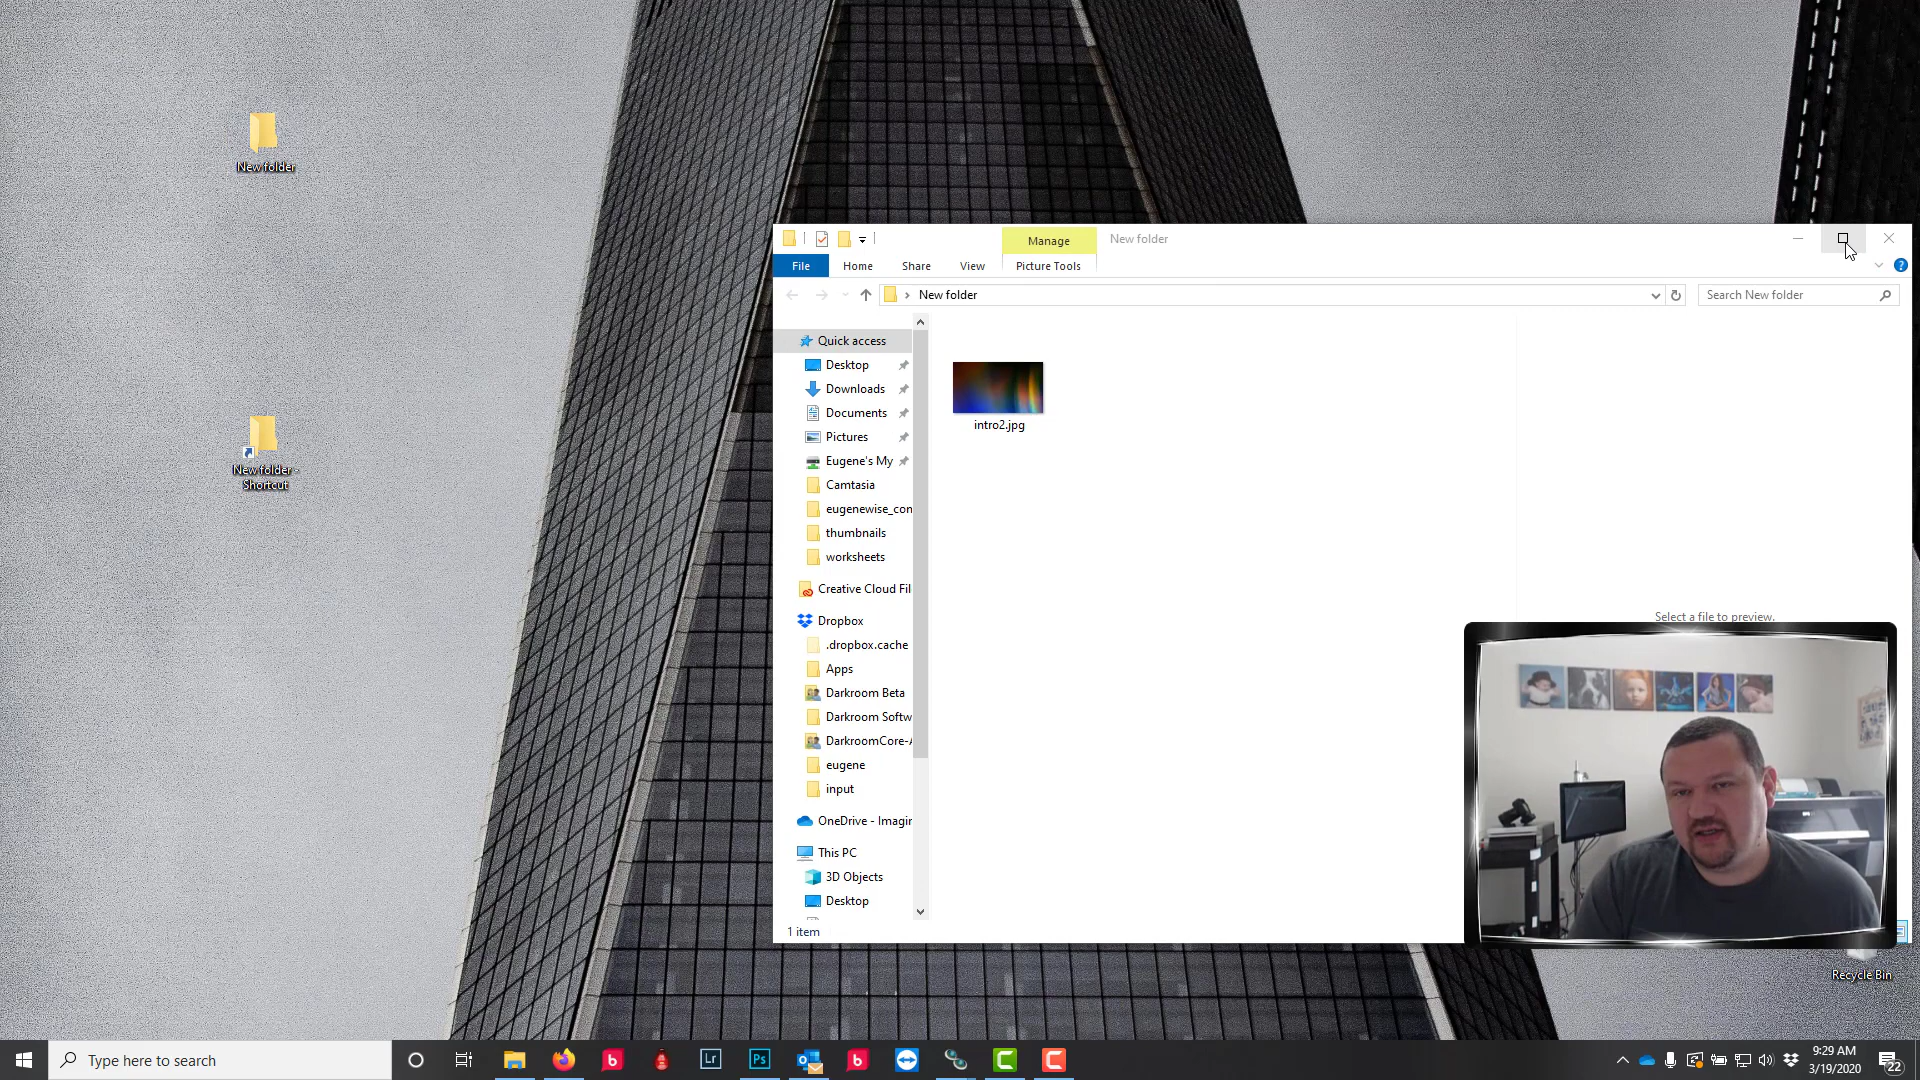 New folder
New folder -
Shortcut
Manage
New folder
File
Home
Share
View
Picture Tools
New folder
Search New folder
Quick access
Desktop
Downloads
Documents
Pictures
Eugene's My
Camtasia
eugenewise_con
thumbnails
worksheets
Creative Cloud Fil
Dropbox
.dropbox.cache
Apps
Darkroom Beta
Darkroom Softw
DarkroomCore-A
eugene
input
OneDrive - Imagin
This PC
3D Objects
Desktop
intro2.jpg
Select a file to preview.
1 item
Recycle Bin
Type here to search
Lr
Ps
9:29 AM
3/19/2020
22